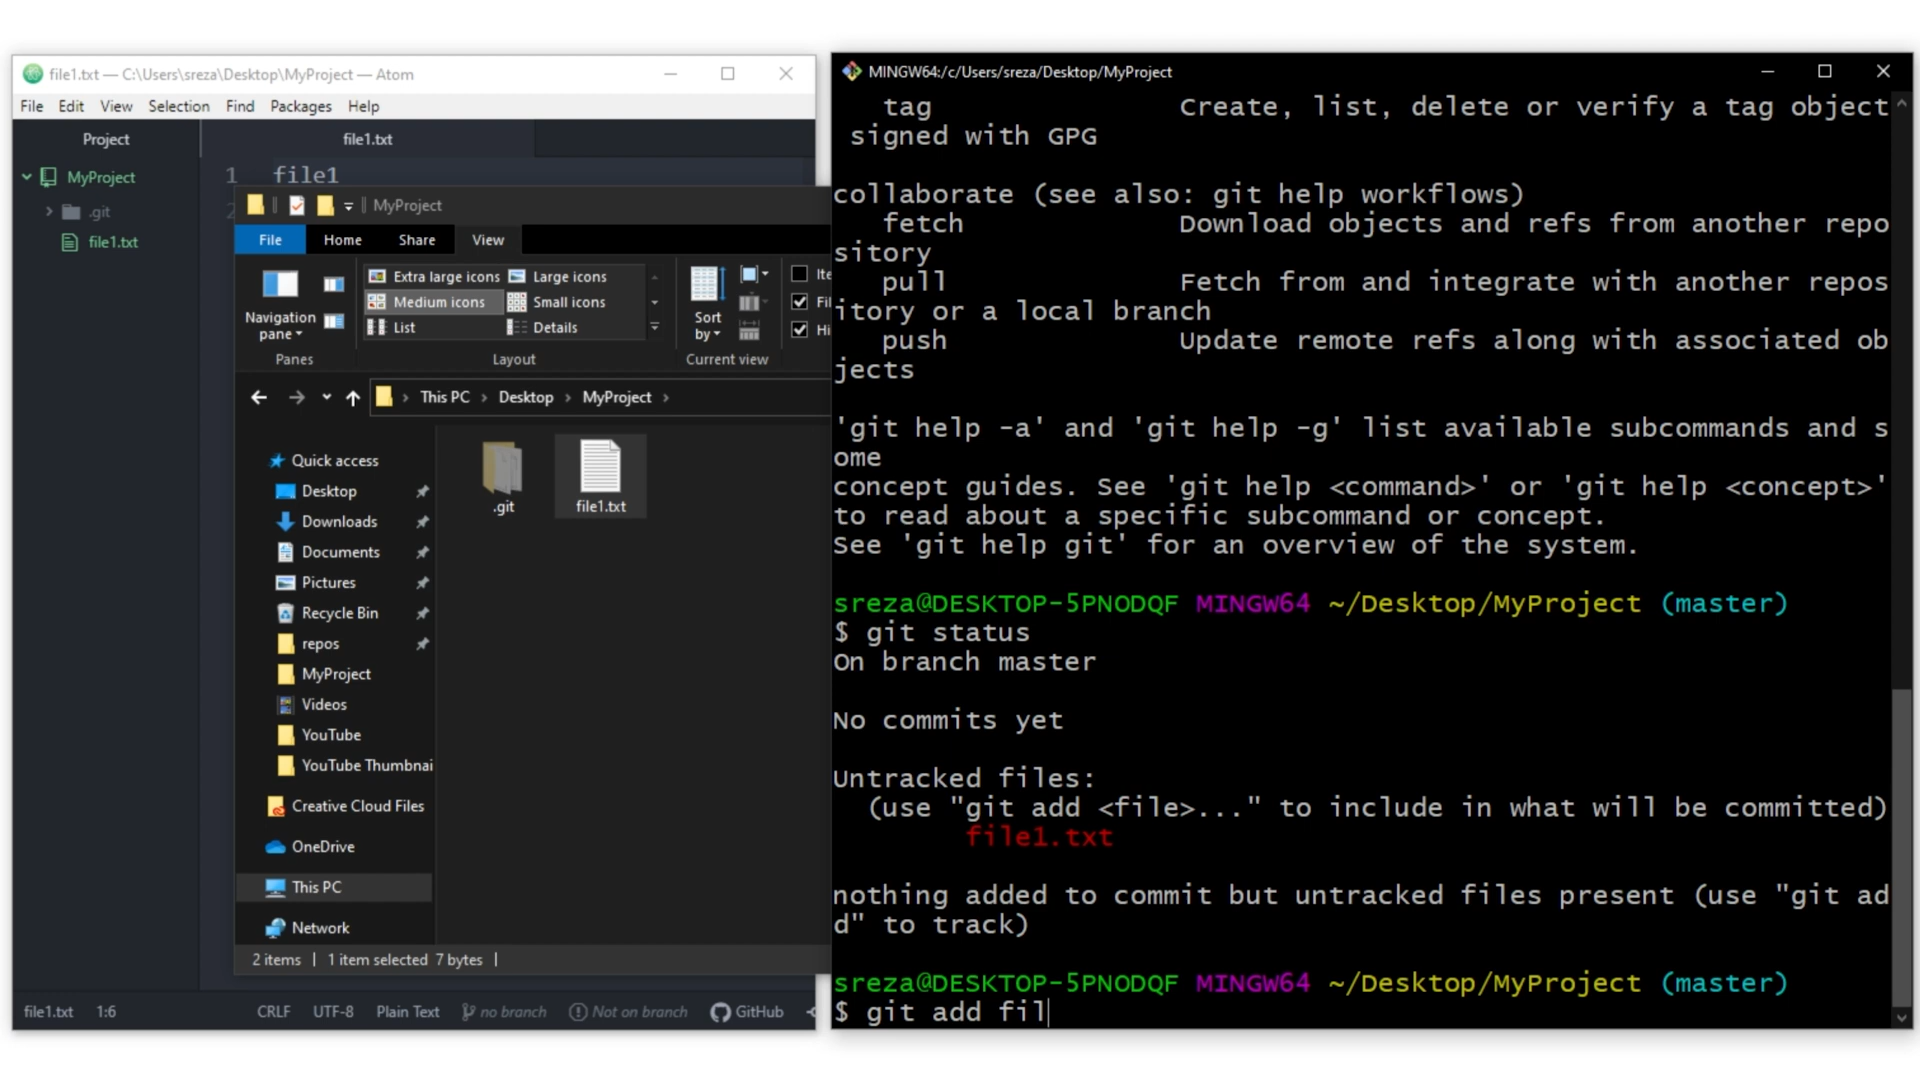 file1.txt — C:\Users\sreza\Desktop\MyProject — Atom
File Edit View Selection Find Packages Help
Project
file1.txt
MyProject
.git
file1.txt
1 file1
2
MyProject
File Home Share View
Navigation
pane
Panes
Extra large icons Large icons
Medium icons Small icons
List Details
Layout
Sort
by
Current view
Ite
Fil
Hi
This PC > Desktop > MyProject >
Quick access
Desktop
Downloads
Documents
Pictures
Recycle Bin
repos
MyProject
Videos
YouTube
YouTube Thumbnai
Creative Cloud Files
OneDrive
This PC
Network
.git
file1.txt
2 items | 1 item selected 7 bytes |
file1.txt 1:6 CRLF UTF-8 Plain Text no branch Not on branch GitHub
MINGW64:/c/Users/sreza/Desktop/MyProject
tag Create, list, delete or verify a tag object
signed with GPG
collaborate (see also: git help workflows)
fetch Download objects and refs from another repo
sitory
pull Fetch from and integrate with another repos
itory or a local branch
push Update remote refs along with associated ob
jects
'git help -a' and 'git help -g' list available subcommands and s
ome
concept guides. See 'git help <command>' or 'git help <concept>'
to read about a specific subcommand or concept.
See 'git help git' for an overview of the system.
sreza@DESKTOP-5PNODQF MINGW64 ~/Desktop/MyProject (master)
$ git status
On branch master
No commits yet
Untracked files:
(use "git add <file>..." to include in what will be committed)
file1.txt
nothing added to commit but untracked files present (use "git ad
d" to track)
sreza@DESKTOP-5PNODQF MINGW64 ~/Desktop/MyProject (master)
$ git add fil